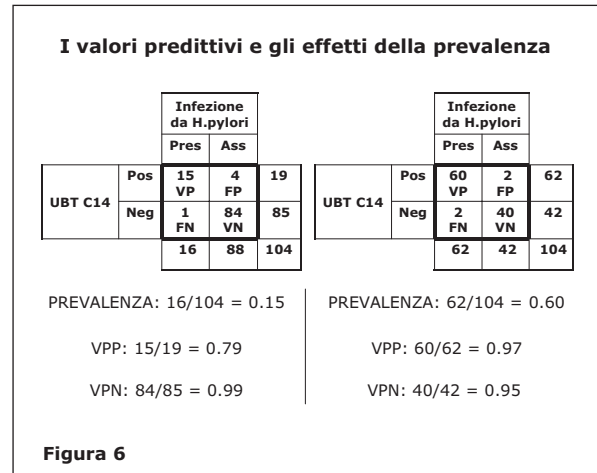 I valori predittivi e gli effetti della prevalenza
Infezione
da H.pylori
Pres Ass
UBT C14 Pos 15 VP 4 FP 19
Neg 1 FN 84 VN 85
16 88 104
Infezione
da H.pylori
Pres Ass
UBT C14 Pos 60 VP 2 FP 62
Neg 2 FN 40 VN 42
62 42 104
PREVALENZA: 16/104 = 0.15
VPP: 15/19 = 0.79
VPN: 84/85 = 0.99
PREVALENZA: 62/104 = 0.60
VPP: 60/62 = 0.97
VPN: 40/42 = 0.95
Figura 6